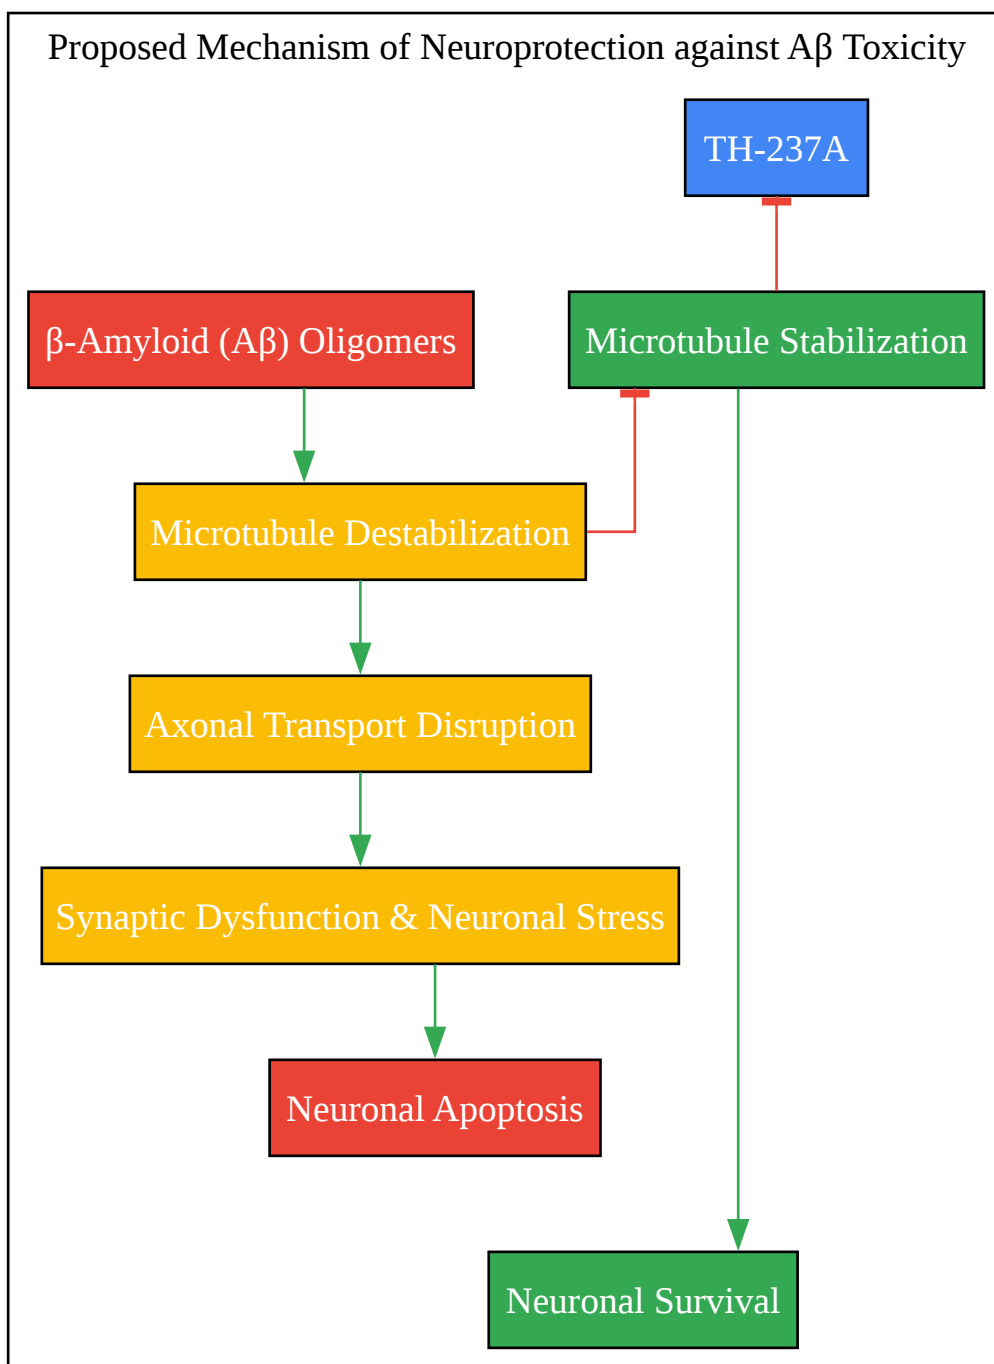 Proposed Mechanism of Neuroprotection against Aβ Toxicity
TH-237A
β-Amyloid (Aβ) Oligomers
Microtubule Stabilization
Microtubule Destabilization
Axonal Transport Disruption
Synaptic Dysfunction & Neuronal Stress
Neuronal Apoptosis
Neuronal Survival